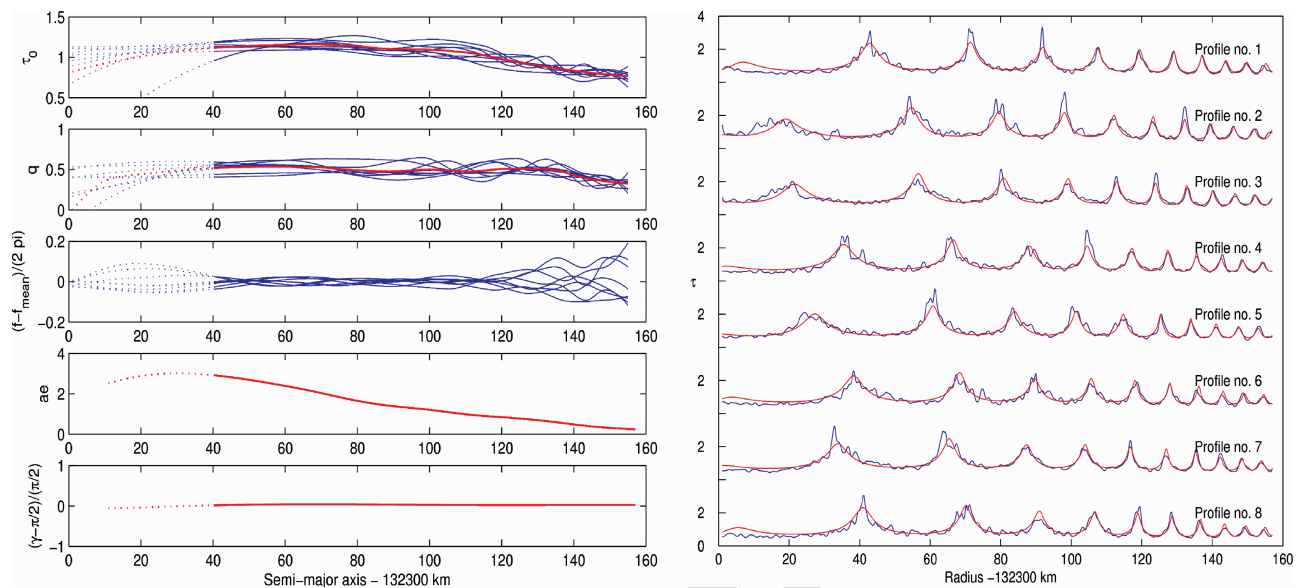 1.5
1
0.5
τ₀
0 20 40 60 80 100 120 140 160
1
0.5
0
q
0 20 40 60 80 100 120 140 160
0.2
0
−0.2
(f−f_mean)/(2 pi)
0 20 40 60 80 100 120 140 160
4
2
0
ae
0 20 40 60 80 100 120 140 160
1
0
−1
(γ−π/2)/(π/2)
0 20 40 60 80 100 120 140 160
Semi−major axis − 132300 km
4
2
Profile no. 1
2
Profile no. 2
2
Profile no. 3
2
Profile no. 4
τ
2
Profile no. 5
2
Profile no. 6
2
Profile no. 7
2
Profile no. 8
0
0 20 40 60 80 100 120 140 160
Radius −132300 km